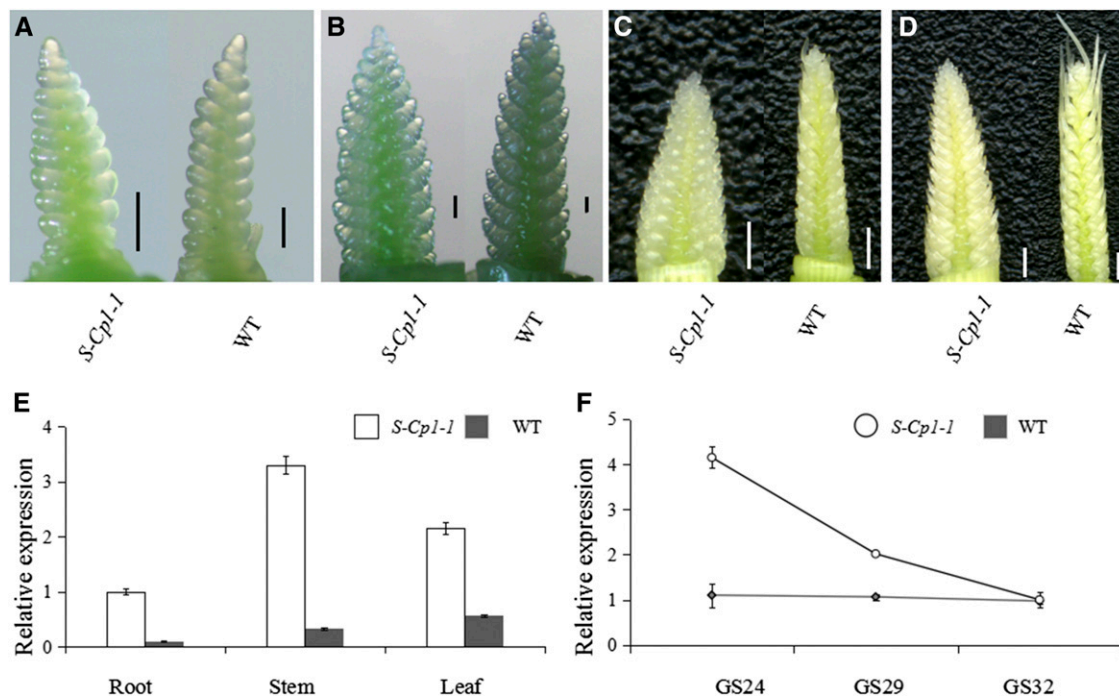 A
B
C
D
S-Cp1-1
WT
S-Cp1-1
WT
S-Cp1-1
WT
S-Cp1-1
WT
E
S-Cp1-1
WT
Relative expression
4
3
2
1
0
Root
Stem
Leaf
F
S-Cp1-1
WT
Relative expression
5
4
3
2
1
0
GS24
GS29
GS32